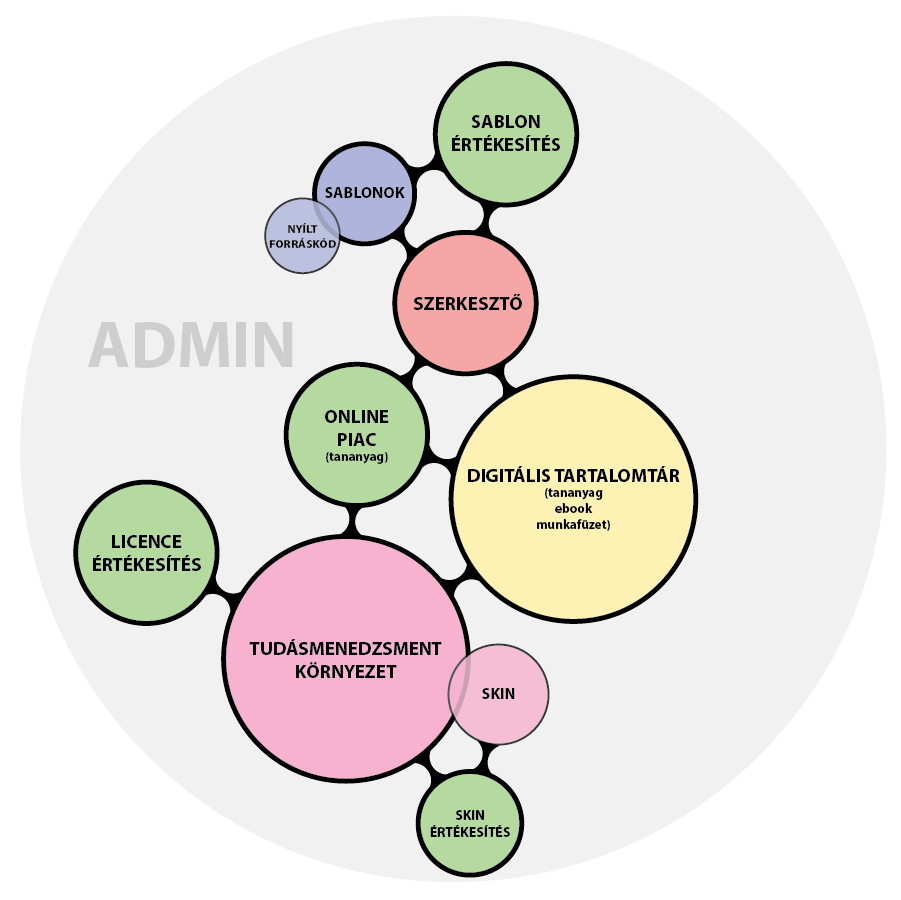 SABLON
ÉRTÉKESÍTÉS
SABLONOK
NYÍLT
FORRÁSKÓD
SZERKESZTŐ
ADMIN
ONLINE
PIAC
(tananyag)
DIGITÁLIS TARTALOMTÁR
(tananyag
ebook
munkafüzet)
LICENCE
ÉRTÉKESÍTÉS
TUDÁSMENEDZSMENT
KÖRNYEZET
SKIN
SKIN
ÉRTÉKESÍTÉS